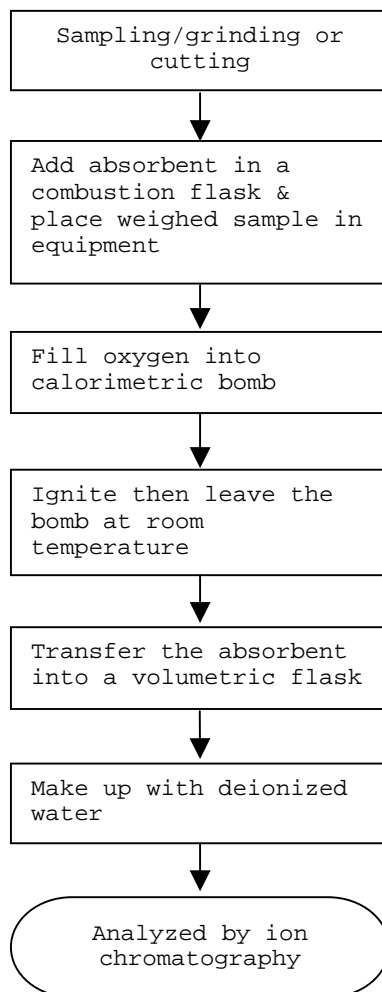 Sampling/grinding or
cutting
Add absorbent in a
combustion flask &
place weighed sample in
equipment
Fill oxygen into
calorimetric bomb
Ignite then leave the
bomb at room
temperature
Transfer the absorbent
into a volumetric flask
Make up with deionized
water
Analyzed by ion
chromatography